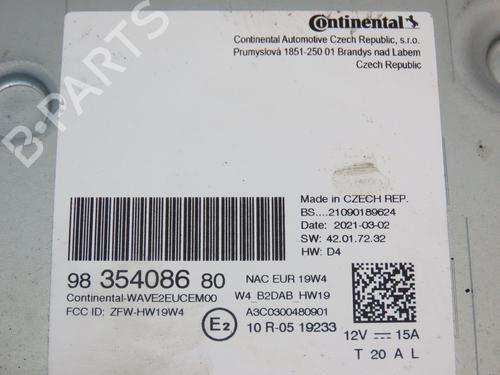 Continental
Continental Automotive Czech Republic, s.r.o.
Prumyslová 1851-250 01 Brandys nad Labem
Czech Republic
B-PARTS
Made in CZECH REP.
BS....21090189624
Date: 2021-03-02
SW: 42.01.72.32
HW: D4
98 354086 80
NAC EUR 19W4
Continental-WAVE2EUCEM00
W4_B2DAB_HW19
FCC ID; ZFW-HW19W4
E2
A3C0300480901
10 R-05 19233
12V 15A
T 20 A L